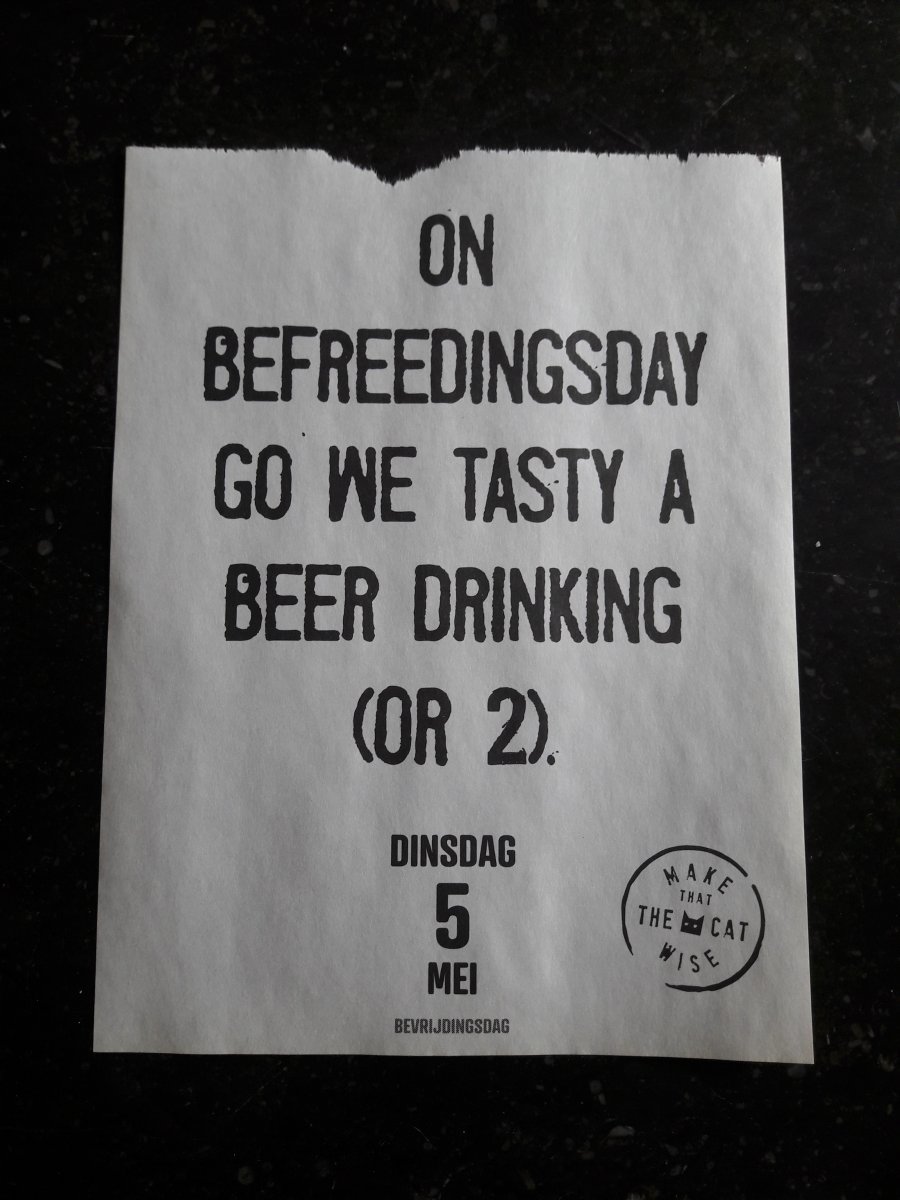 ON
BEFREEDINGSDAY
GO WE TASTY A
BEER DRINKING
(OR 2).
DINSDAG
5
MEI
BEVRIJDINGSDAG
MAKE
THAT
THE CAT
WISE